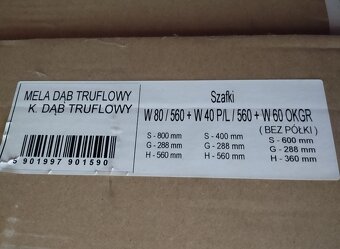 MELA DĄB TRUFLOWY
K. DĄB TRUFLOWY
5 901997 901590
Szafki
W 80 / 560 + W 40 P/L / 560 + W 60 OKGR
( BEZ PÓŁKI )
S - 800 mm S - 400 mm S - 600 mm
G - 288 mm G - 288 mm G - 288 mm
H - 560 mm H - 560 mm H - 360 mm